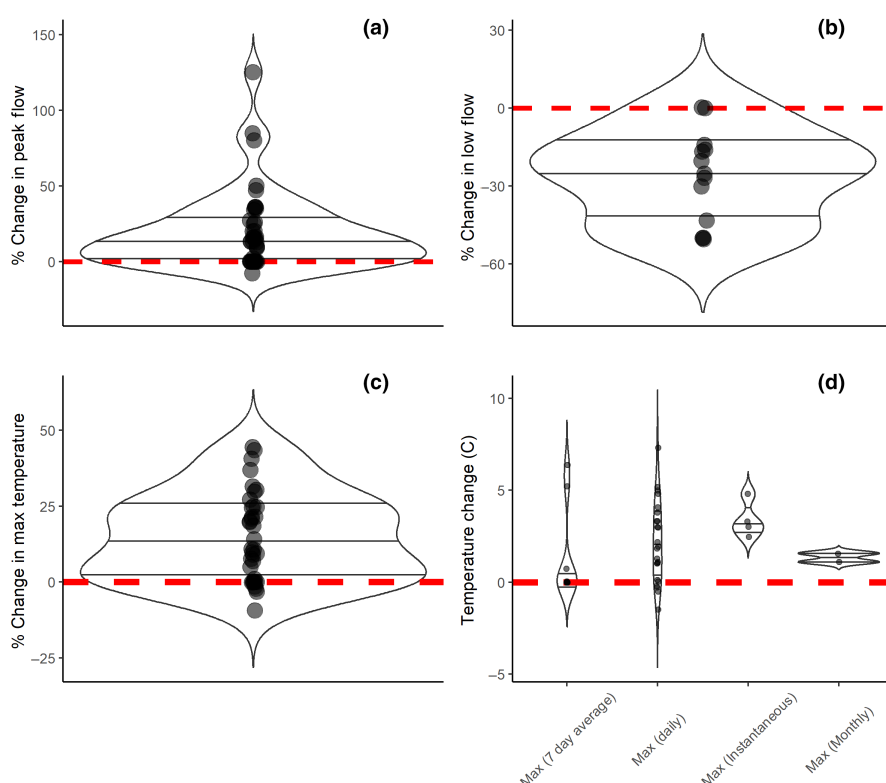 (a)
% Change in peak flow
150
100
50
0
(b)
% Change in low flow
30
0
−30
−60
(c)
% Change in max temperature
50
25
0
−25
(d)
Temperature change (C)
10
5
0
−5
Max (7 day average)
Max (daily)
Max (Instantaneous)
Max (Monthly)